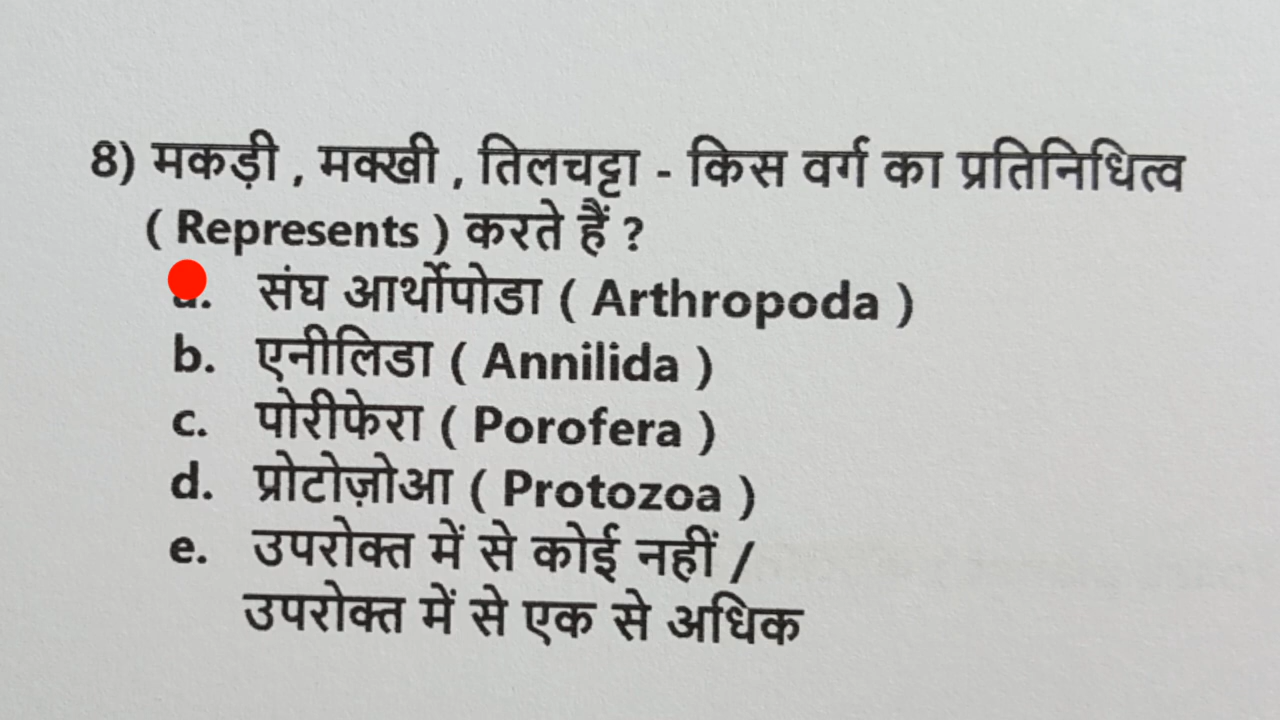 8) मकड़ी , मक्खी , तिलचट्टा - किस वर्ग का प्रतिनिधित्व
( Represents ) करते हैं ?
a. संघ आर्थोपोडा ( Arthropoda )
b. एनीलिडा ( Annilida )
c. पोरीफेरा ( Porofera )
d. प्रोटोज़ोआ ( Protozoa )
e. उपरोक्त में से कोई नहीं /
उपरोक्त में से एक से अधिक